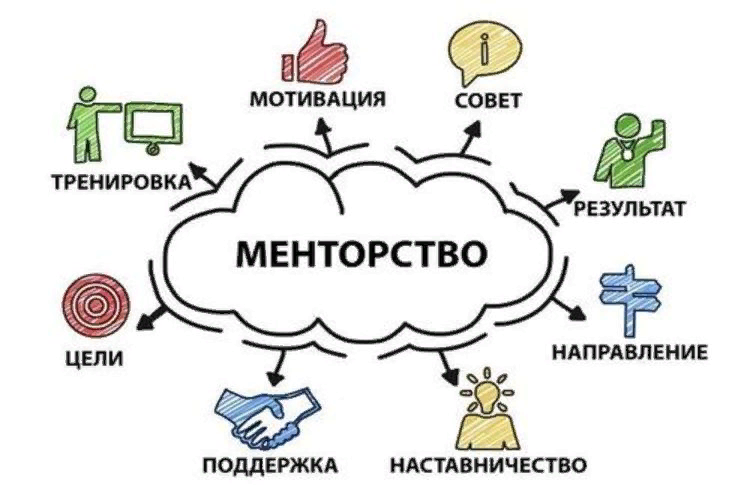 МОТИВАЦИЯ
СОВЕТ
ТРЕНИРОВКА
РЕЗУЛЬТАТ
МЕНТОРСТВО
ЦЕЛИ
НАПРАВЛЕНИЕ
ПОДДЕРЖКА
НАСТАВНИЧЕСТВО